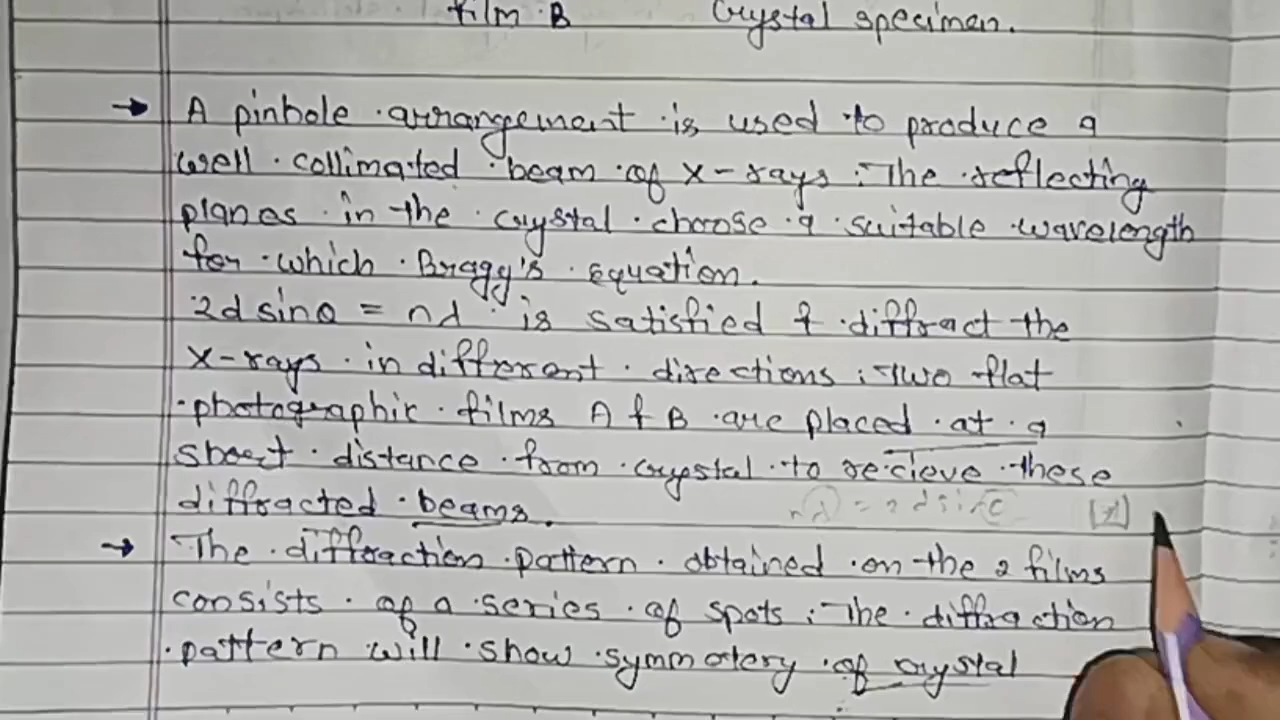 film B Crystal specimen.
→ A pinhole arrangement is used to produce a
well collimated beam of x-rays. The reflecting
planes in the crystal choose a suitable wavelength
for which Bragg's equation.
2d sinθ = nλ is satisfied & diffract the
x-rays in different directions. Two flat
photographic films A & B are placed at a
short distance from crystal to recieve these
diffracted beams.
nλ = 2d sinθ
→ The diffraction pattern obtained on the 2 films
consists of a series of spots. The diffraction
pattern will show symmetery of crystal